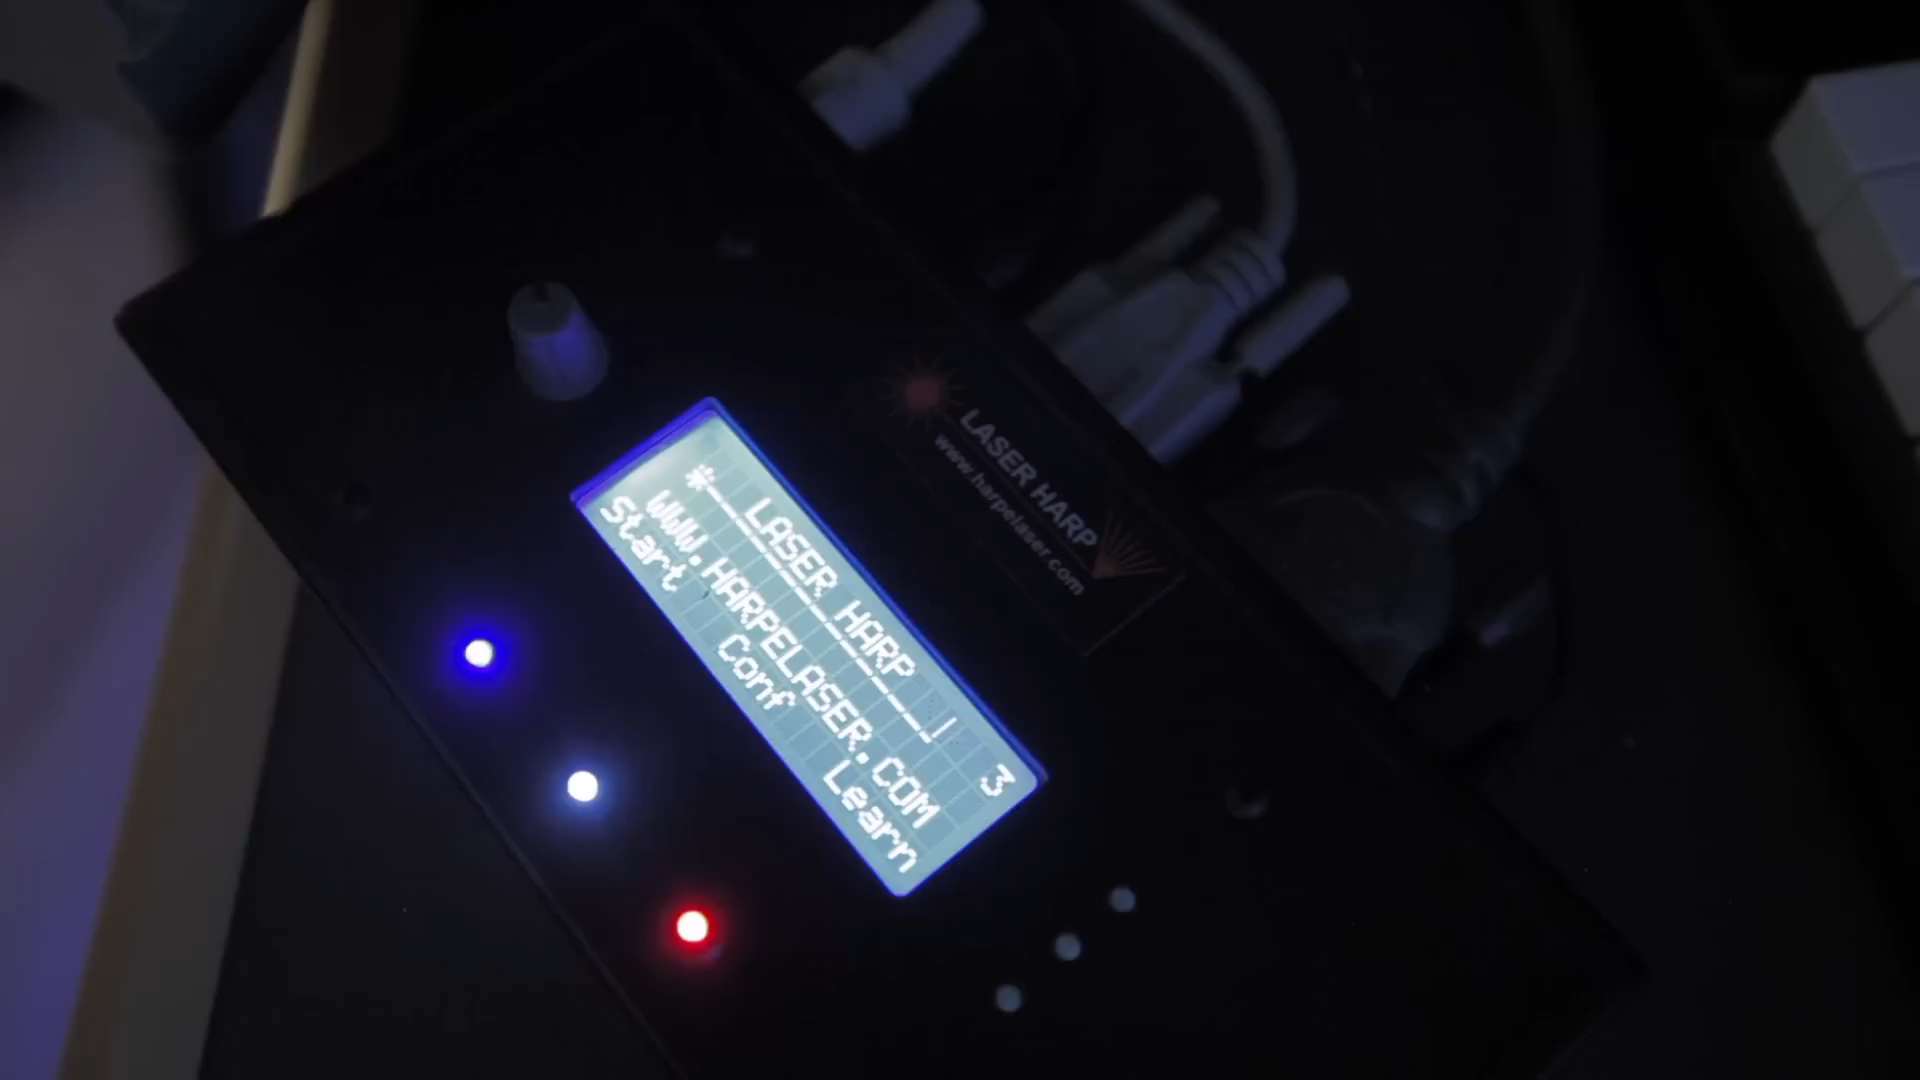 LASER HARP 3
*-----------------!
WWW.HARPELASER.COM
Start Conf Learn
LASER HARP
www.harpelaser.com